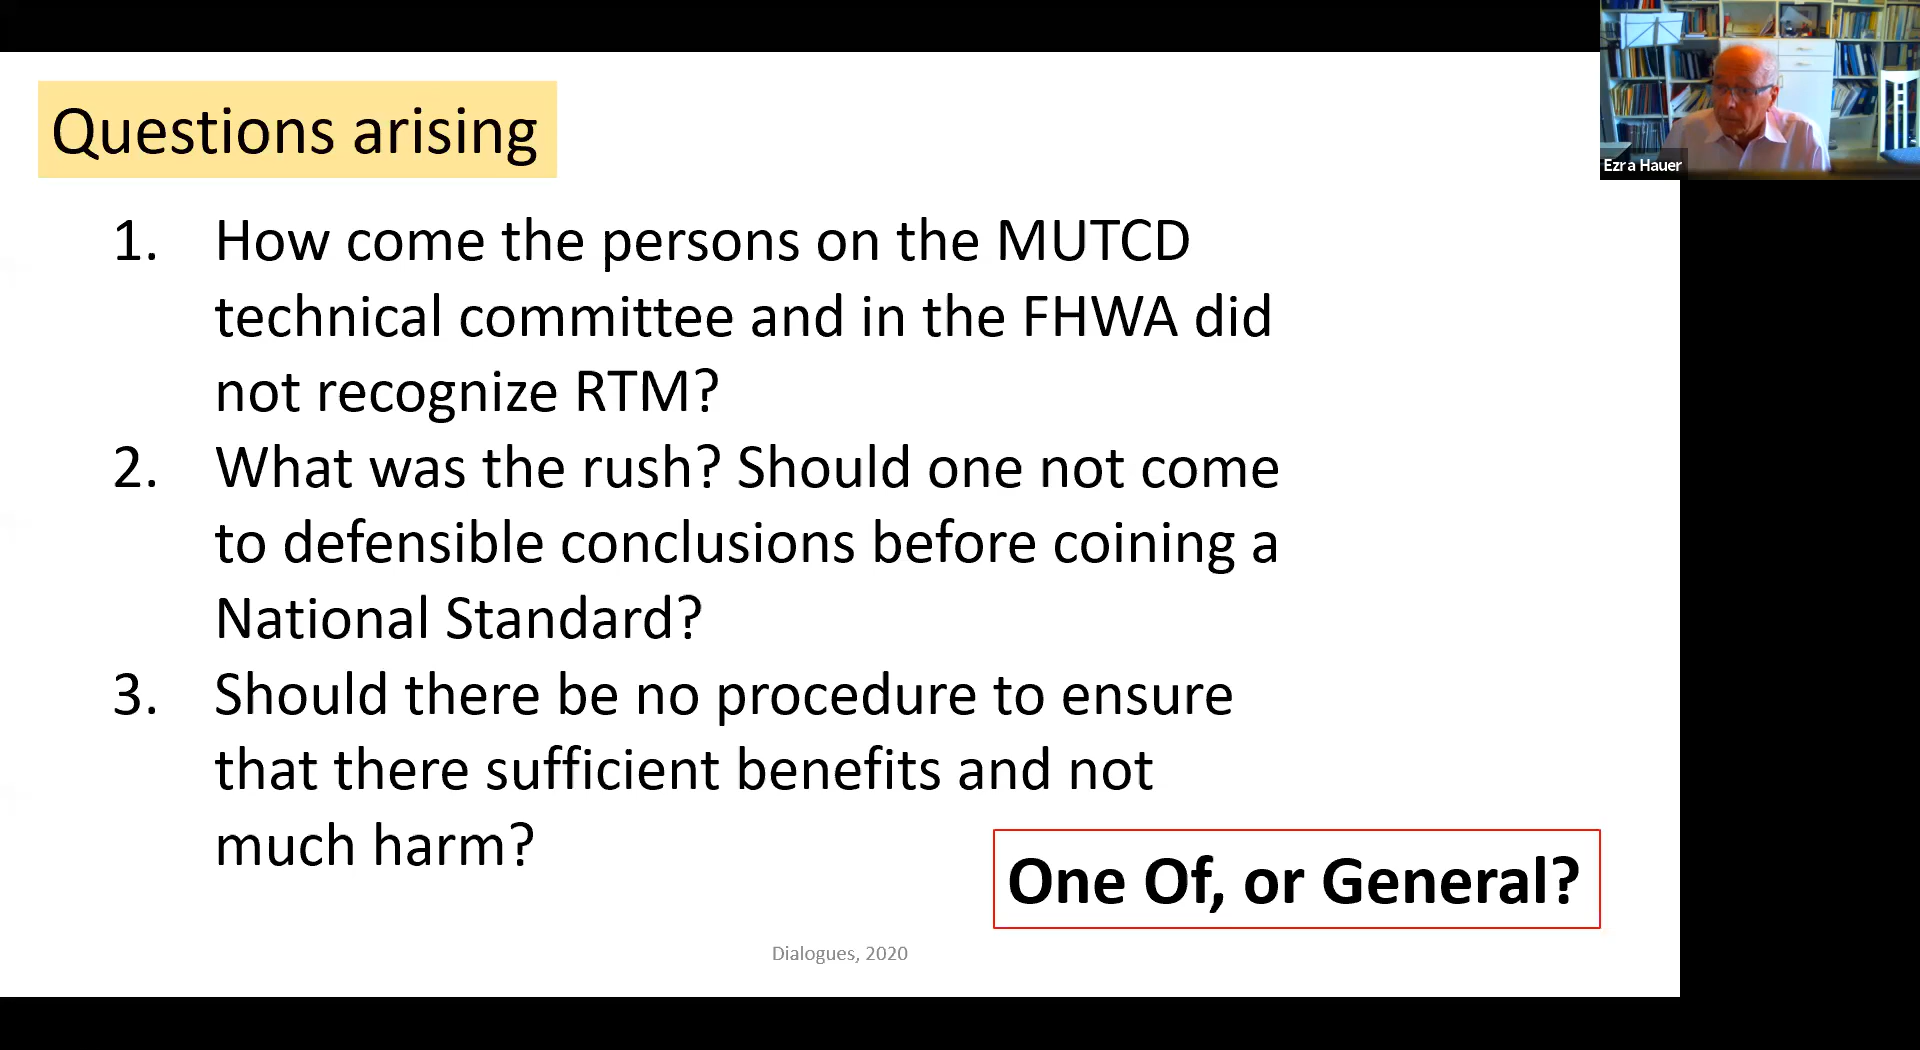 Questions arising
1. How come the persons on the MUTCD
technical committee and in the FHWA did
not recognize RTM?
2. What was the rush? Should one not come
to defensible conclusions before coining a
National Standard?
3. Should there be no procedure to ensure
that there sufficient benefits and not
much harm?
One Of, or General?
Dialogues, 2020
Ezra Hauer